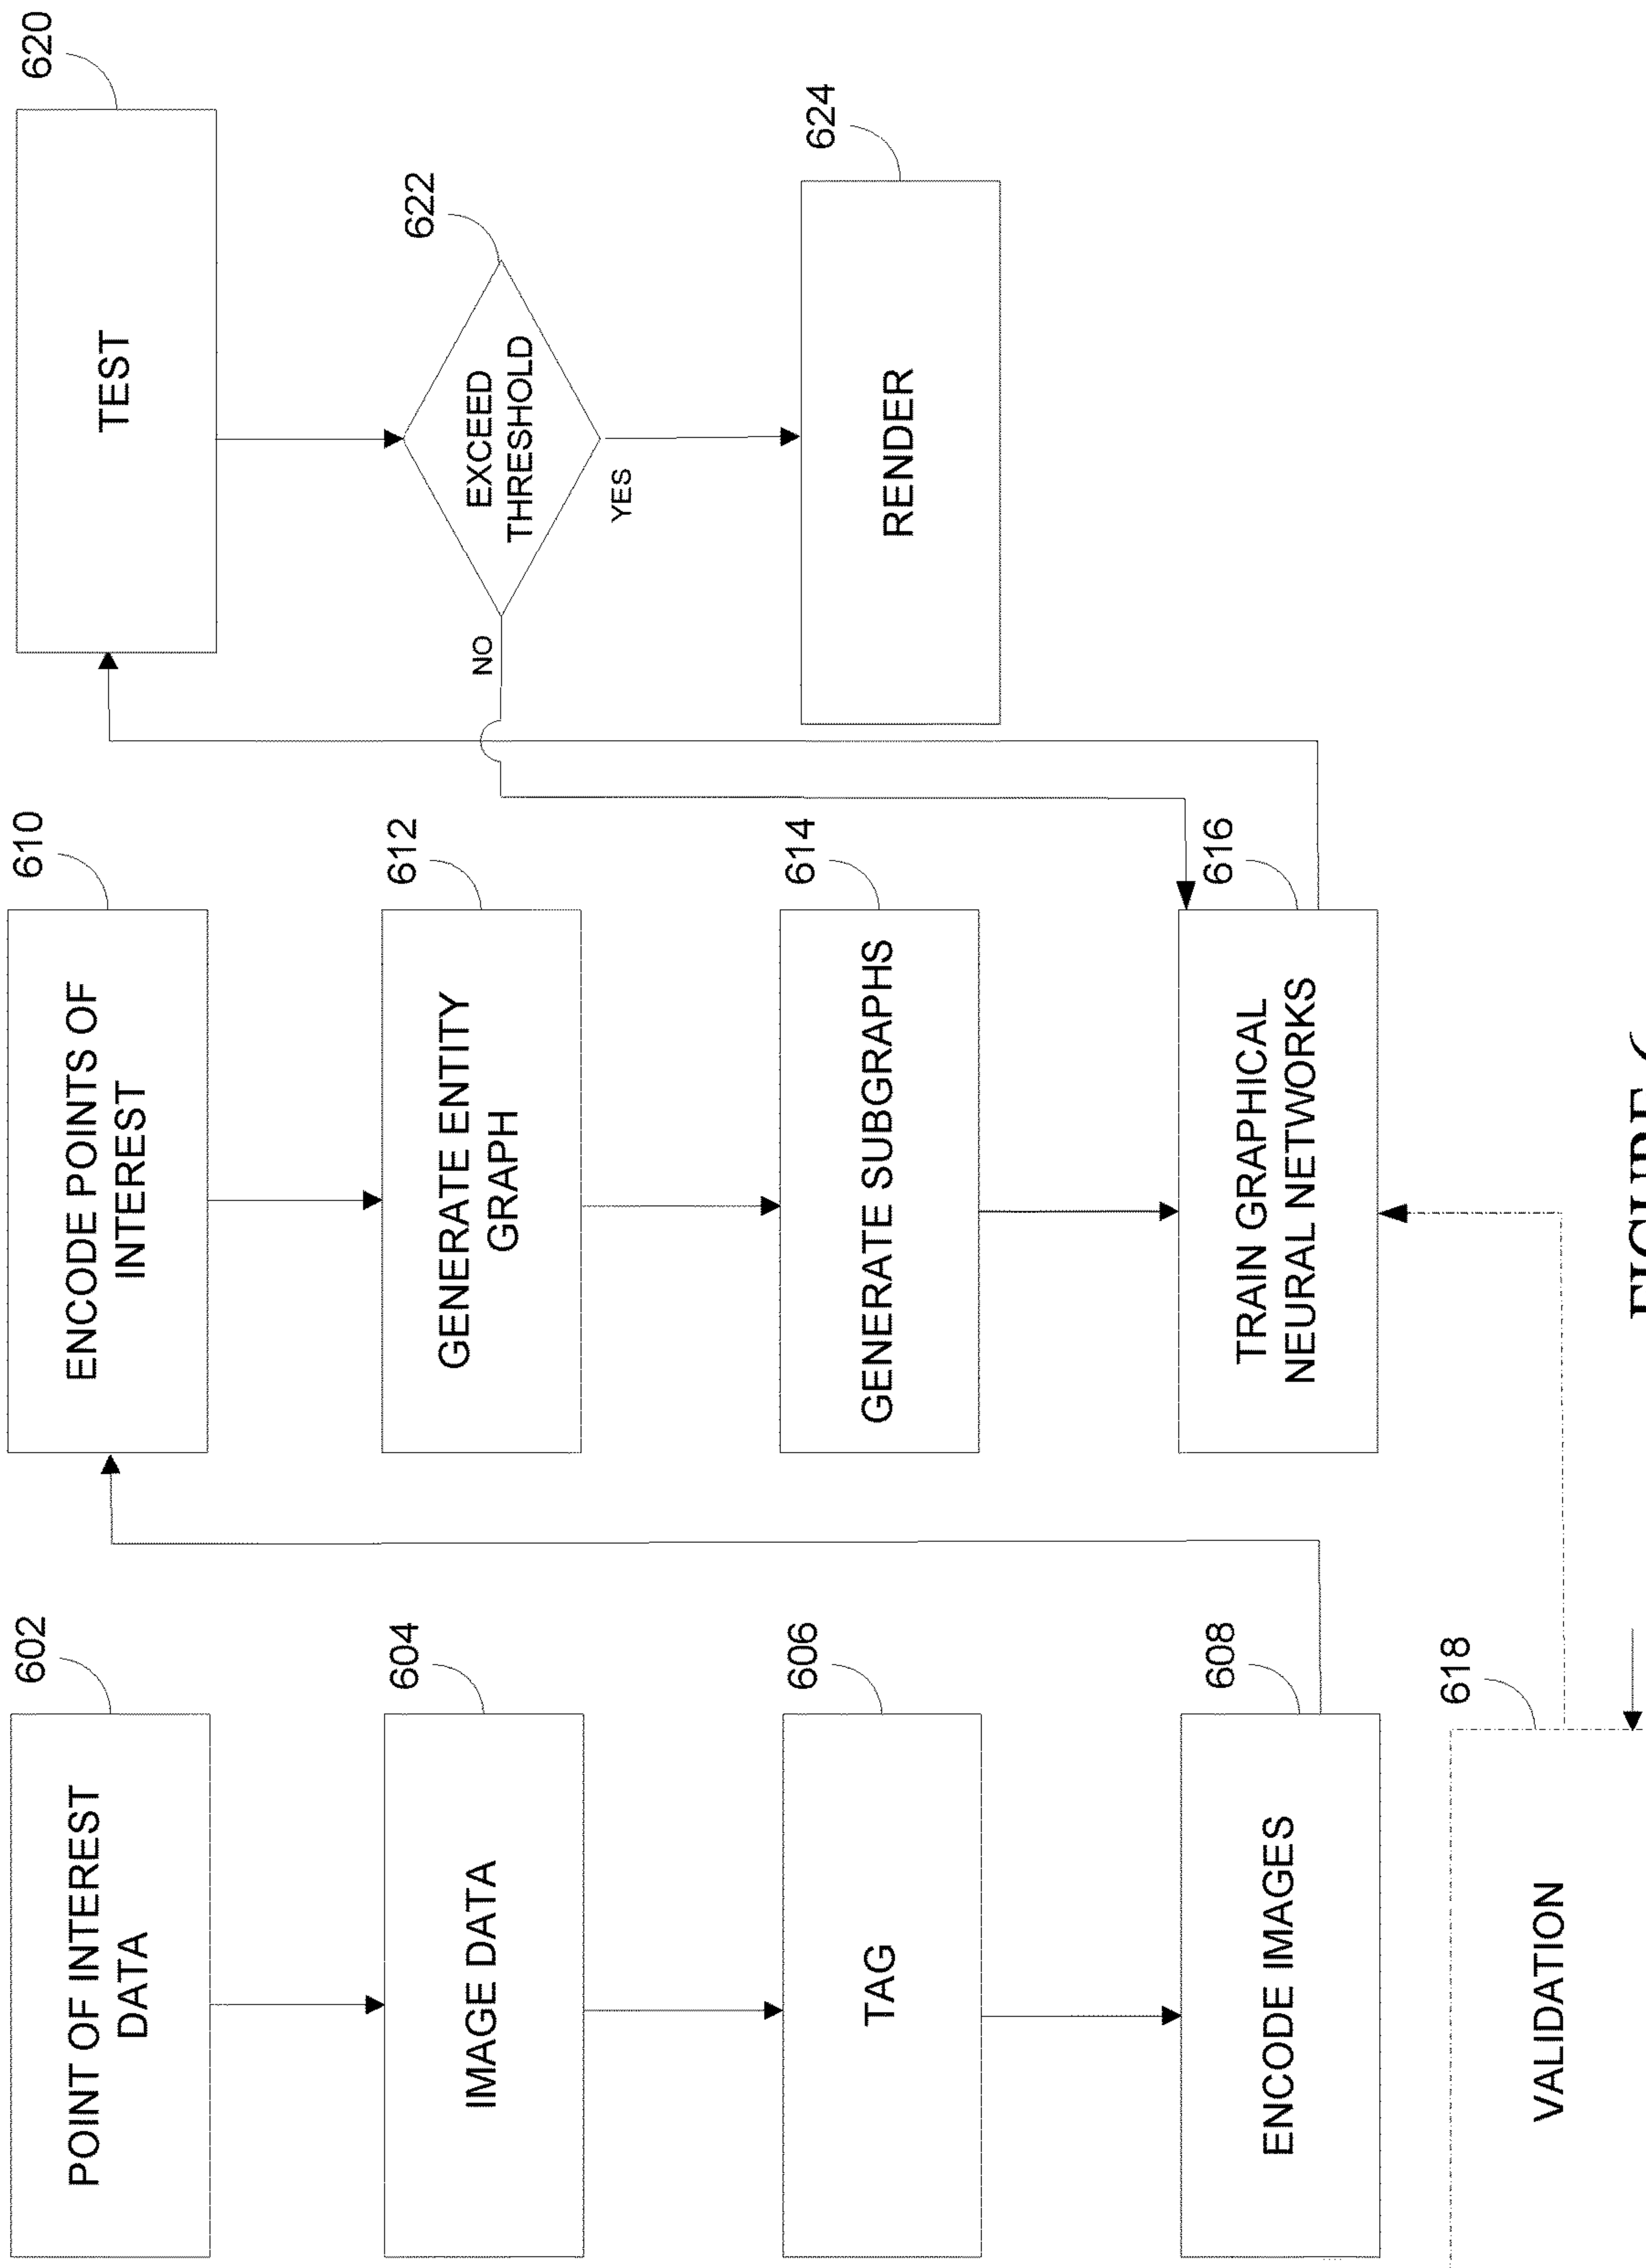 602
POINT OF INTEREST
DATA
604
IMAGE DATA
606
TAG
608
ENCODE IMAGES
610
ENCODE POINTS OF
INTEREST
612
GENERATE ENTITY
GRAPH
614
GENERATE SUBGRAPHS
616
TRAIN GRAPHICAL
NEURAL NETWORKS
618
VALIDATION
620
TEST
622
EXCEED
THRESHOLD
NO
YES
624
RENDER
FIGURE